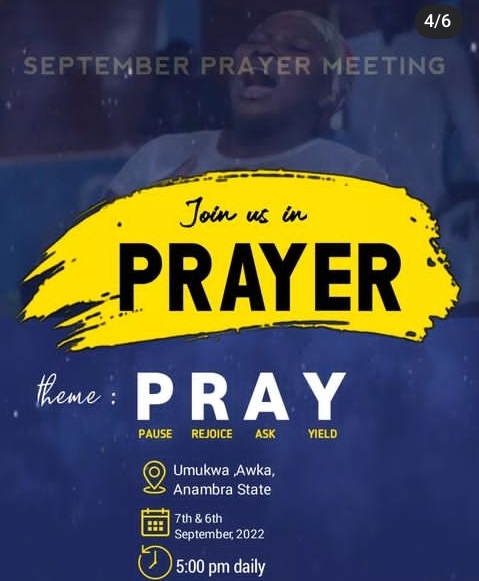 4/6
SEPTEMBER PRAYER MEETING
Join us in
PRAYER
theme : PRAY
PAUSE REJOICE ASK YIELD
Umukwa ,Awka,
Anambra State
7th & 6th
September, 2022
5:00 pm daily